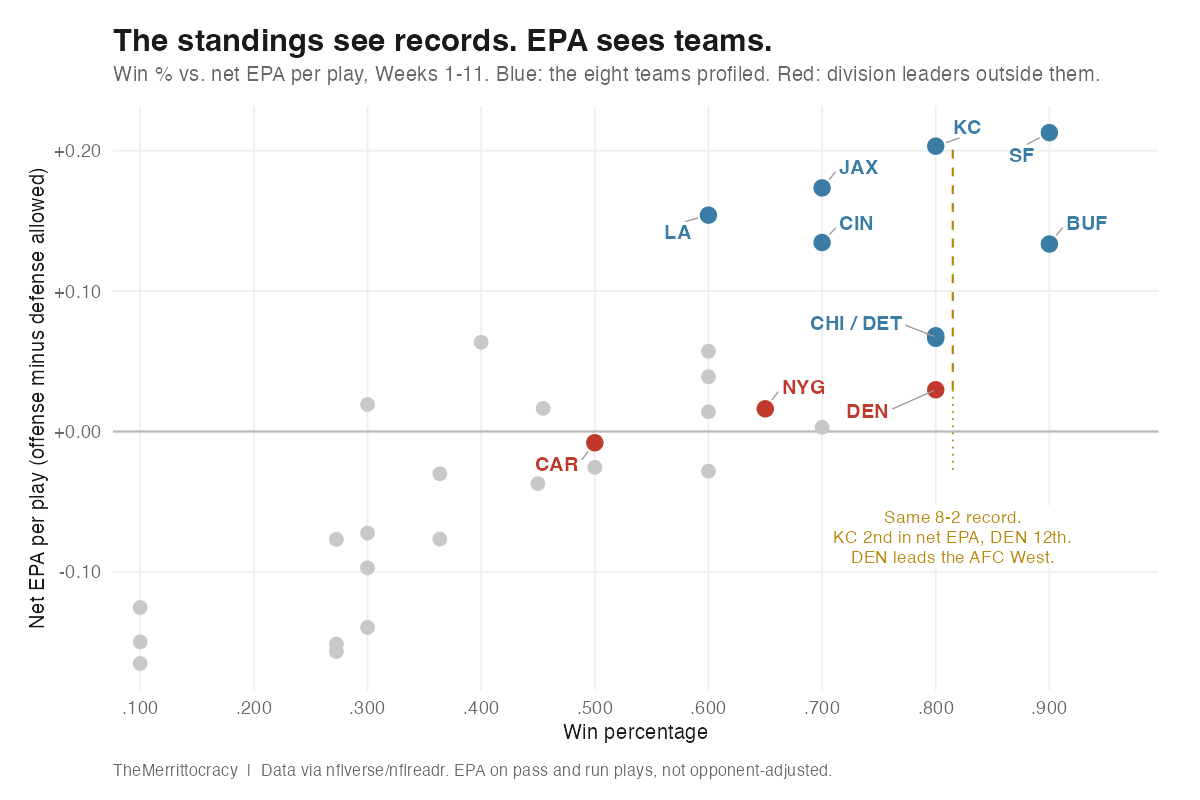 The standings see records. EPA sees teams.
Win % vs. net EPA per play, Weeks 1-11. Blue: the eight teams profiled. Red: division leaders outside them.
Net EPA per play (offense minus defense allowed)
+0.20
+0.10
+0.00
-0.10
KC
SF
JAX
LA
CIN
BUF
CHI / DET
NYG
DEN
CAR
Same 8-2 record.
KC 2nd in net EPA, DEN 12th.
DEN leads the AFC West.
.100
.200
.300
.400
.500
.600
.700
.800
.900
Win percentage
TheMerrittocracy | Data via nflverse/nflreadr. EPA on pass and run plays, not opponent-adjusted.